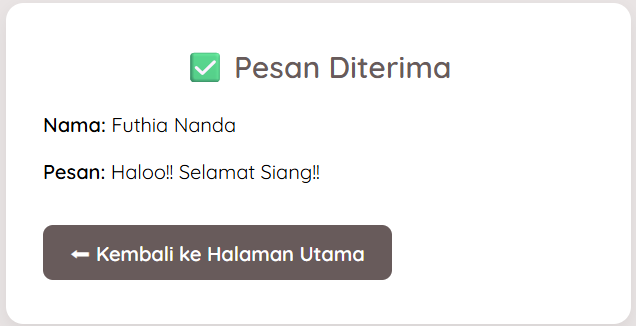 ✅ Pesan Diterima
Nama: Futhia Nanda
Pesan: Haloo!! Selamat Siang!!
⬅ Kembali ke Halaman Utama